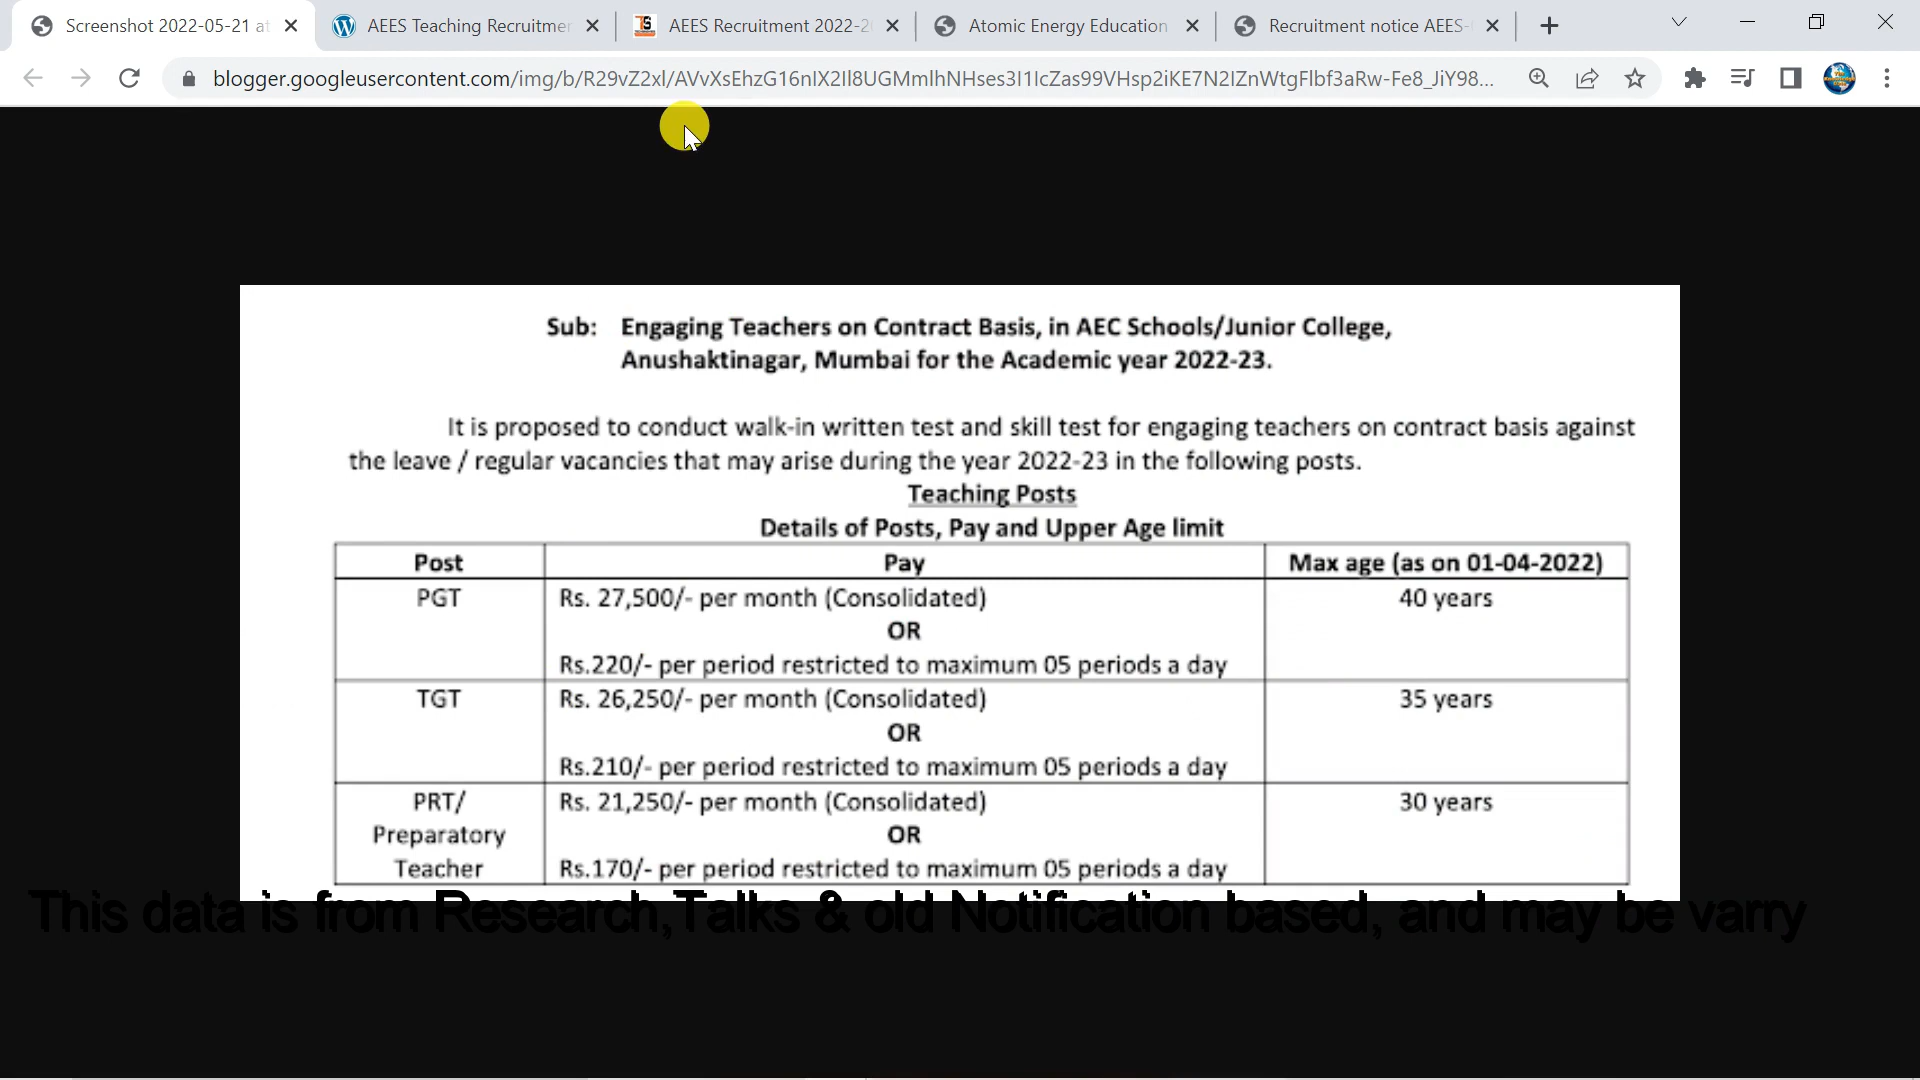 Screenshot 2022-05-21 at
AEES Teaching Recruitmen
AEES Recruitment 2022-2
Atomic Energy Education
Recruitment notice AEES-
blogger.googleusercontent.com/img/b/R29vZ2xl/AVvXsEhzG16nIX2Il8UGMmlhNHses3I1IcZas99VHsp2iKE7N2IZnWtgFlbf3aRw-Fe8_JiY98...
Sub: Engaging Teachers on Contract Basis, in AEC Schools/Junior College,
Anushaktinagar, Mumbai for the Academic year 2022-23.
It is proposed to conduct walk-in written test and skill test for engaging teachers on contract basis against
the leave / regular vacancies that may arise during the year 2022-23 in the following posts.
Teaching Posts
Details of Posts, Pay and Upper Age limit
Post Pay Max age (as on 01-04-2022)
PGT Rs. 27,500/- per month (Consolidated) 40 years
OR
Rs.220/- per period restricted to maximum 05 periods a day
TGT Rs. 26,250/- per month (Consolidated) 35 years
OR
Rs.210/- per period restricted to maximum 05 periods a day
PRT/ Rs. 21,250/- per month (Consolidated) 30 years
Preparatory OR
Teacher Rs.170/- per period restricted to maximum 05 periods a day
This data is from Research,Talks & old Notification based, and may be varry